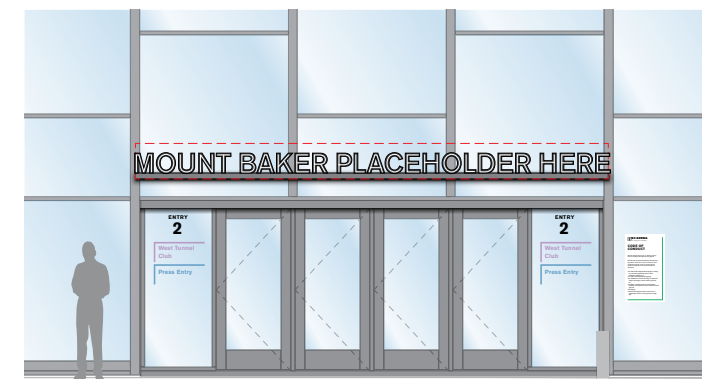 MOUNT BAKER PLACEHOLDER HERE
ENTRY
2
West Tunnel
Club
Press Entry
ENTRY
2
West Tunnel
Club
Press Entry
CODE OF
CONDUCT